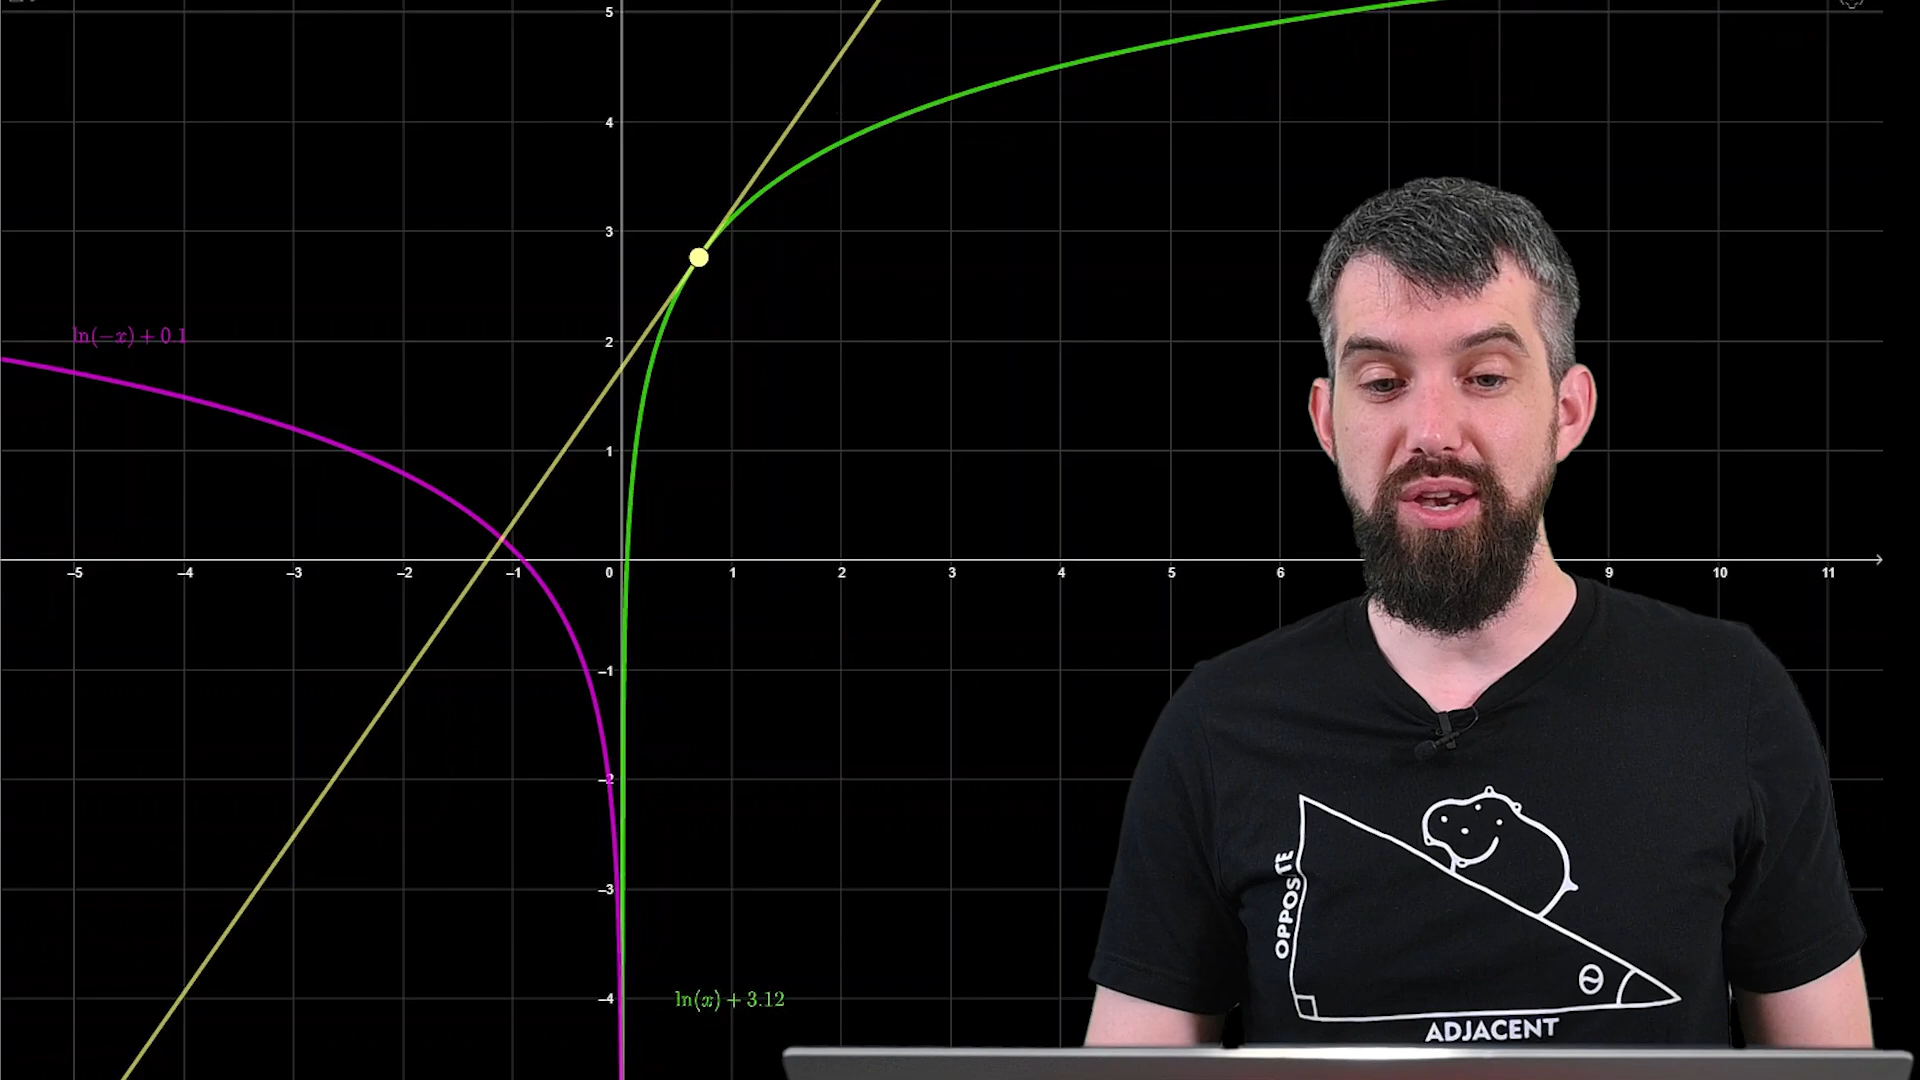 5
4
3
2
ln(−x) + 0.1
1
−5 −4 −3 −2 −1 0 1 2 3 4 5 6 9 10 11
−1
−2
−3
−4
ln(x) + 3.12
OPPOSITE
Θ
ADJACENT